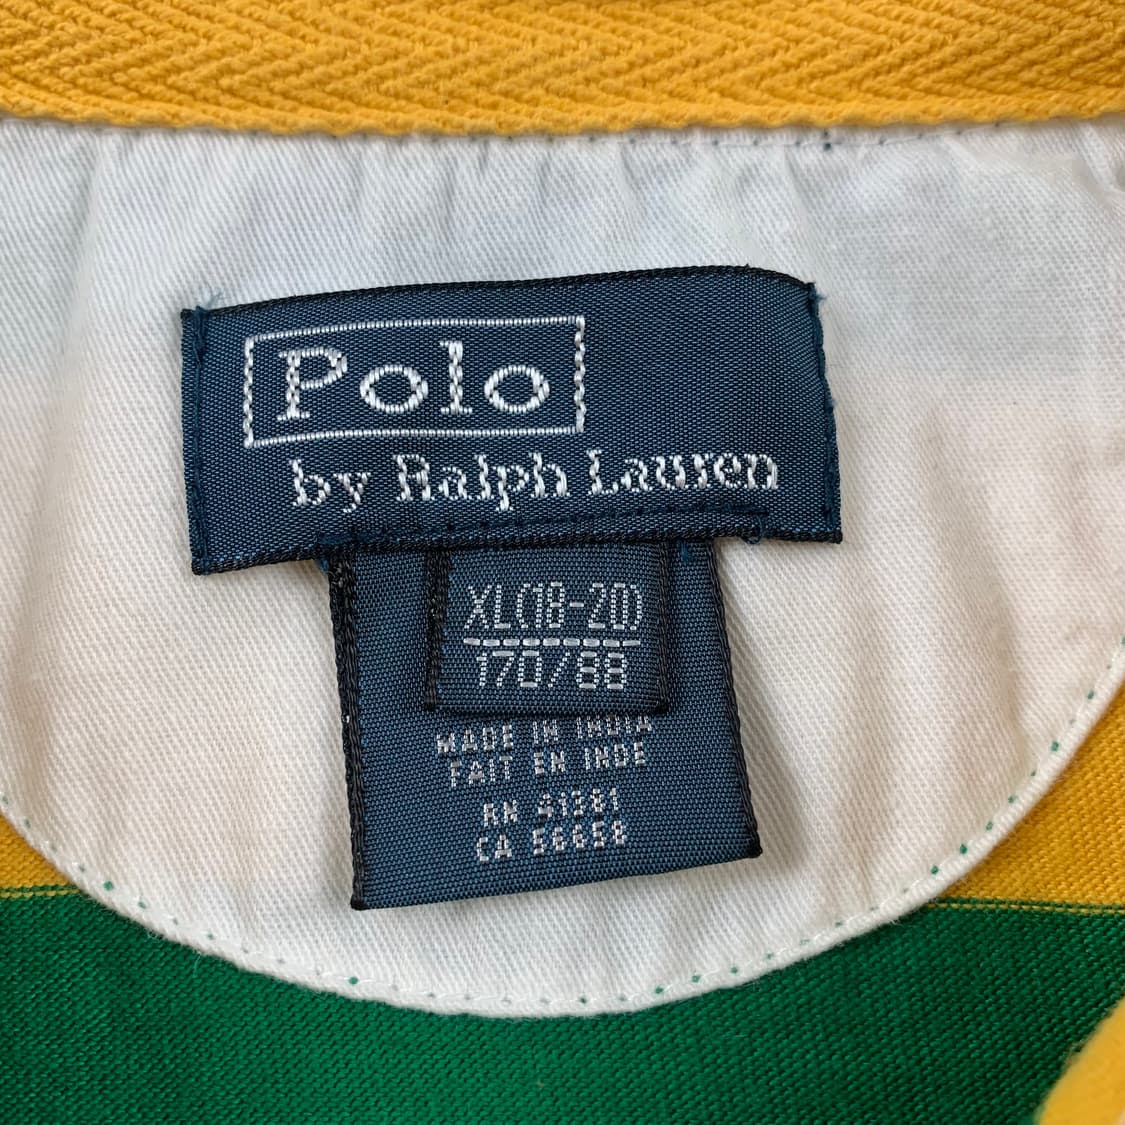 Polo
by Ralph Lauren
XL(18-20)
170/88
MADE IN INDIA
FAIT EN INDE
RN 41381
CA 56658